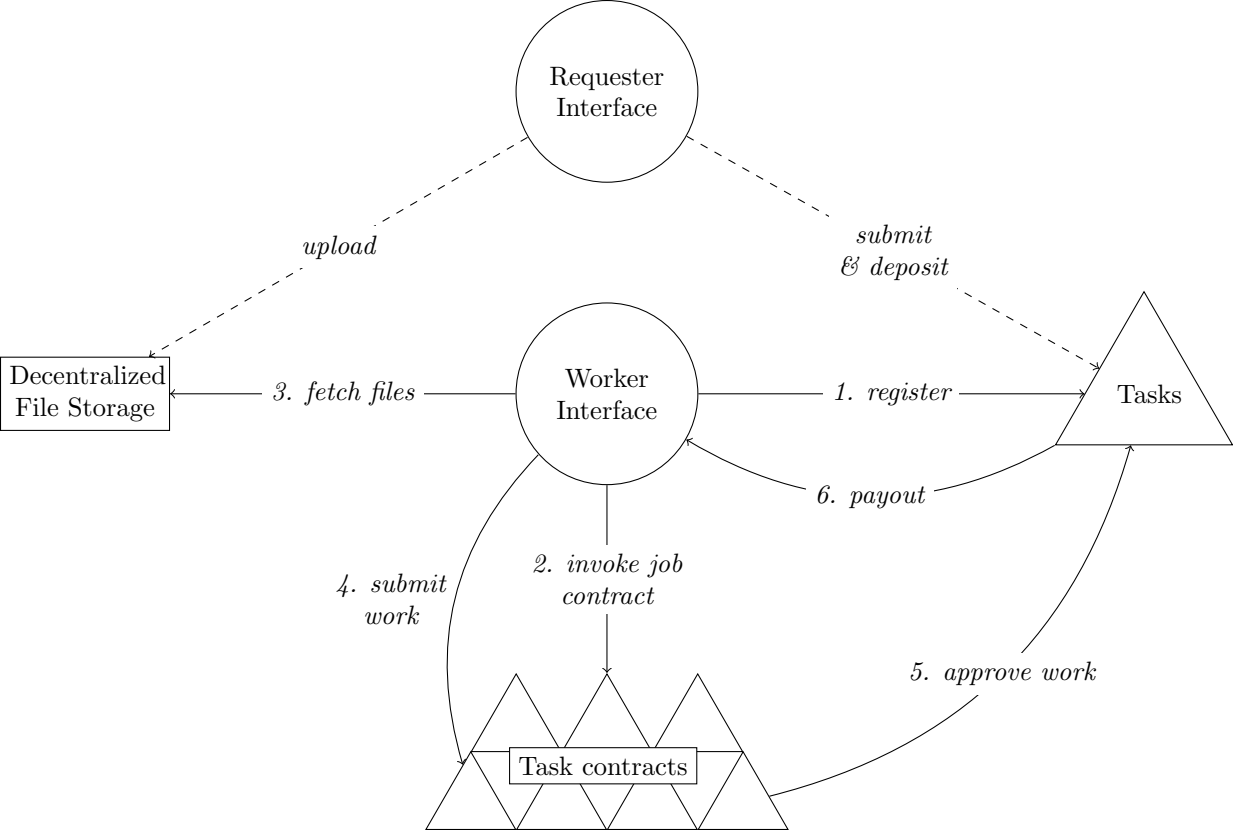 Requester
Interface
upload
submit
& deposit
Decentralized
File Storage
3. fetch files
Worker
Interface
1. register
Tasks
6. payout
2. invoke job
contract
4. submit
work
5. approve work
Task contracts